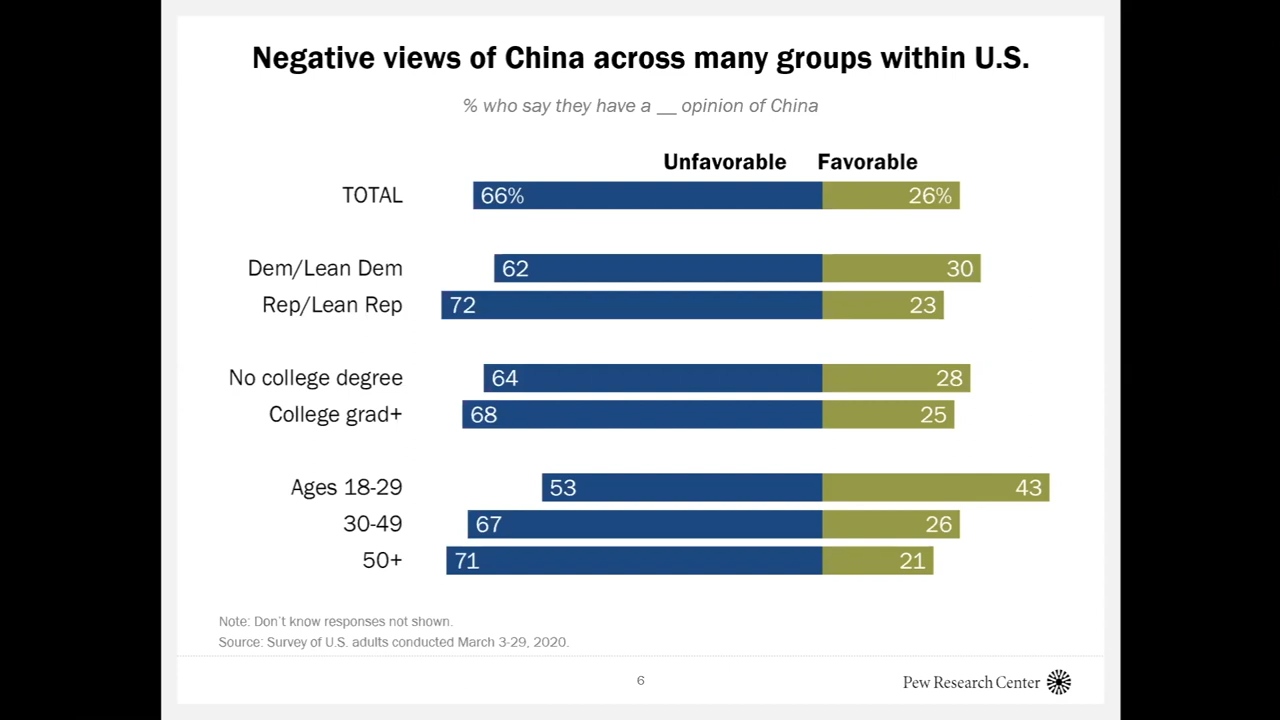 Negative views of China across many groups within U.S.
% who say they have a __ opinion of China
Unfavorable Favorable
TOTAL 66% 26%
Dem/Lean Dem 62 30
Rep/Lean Rep 72 23
No college degree 64 28
College grad+ 68 25
Ages 18-29 53 43
30-49 67 26
50+ 71 21
Note: Don't know responses not shown.
Source: Survey of U.S. adults conducted March 3-29, 2020.
6 Pew Research Center